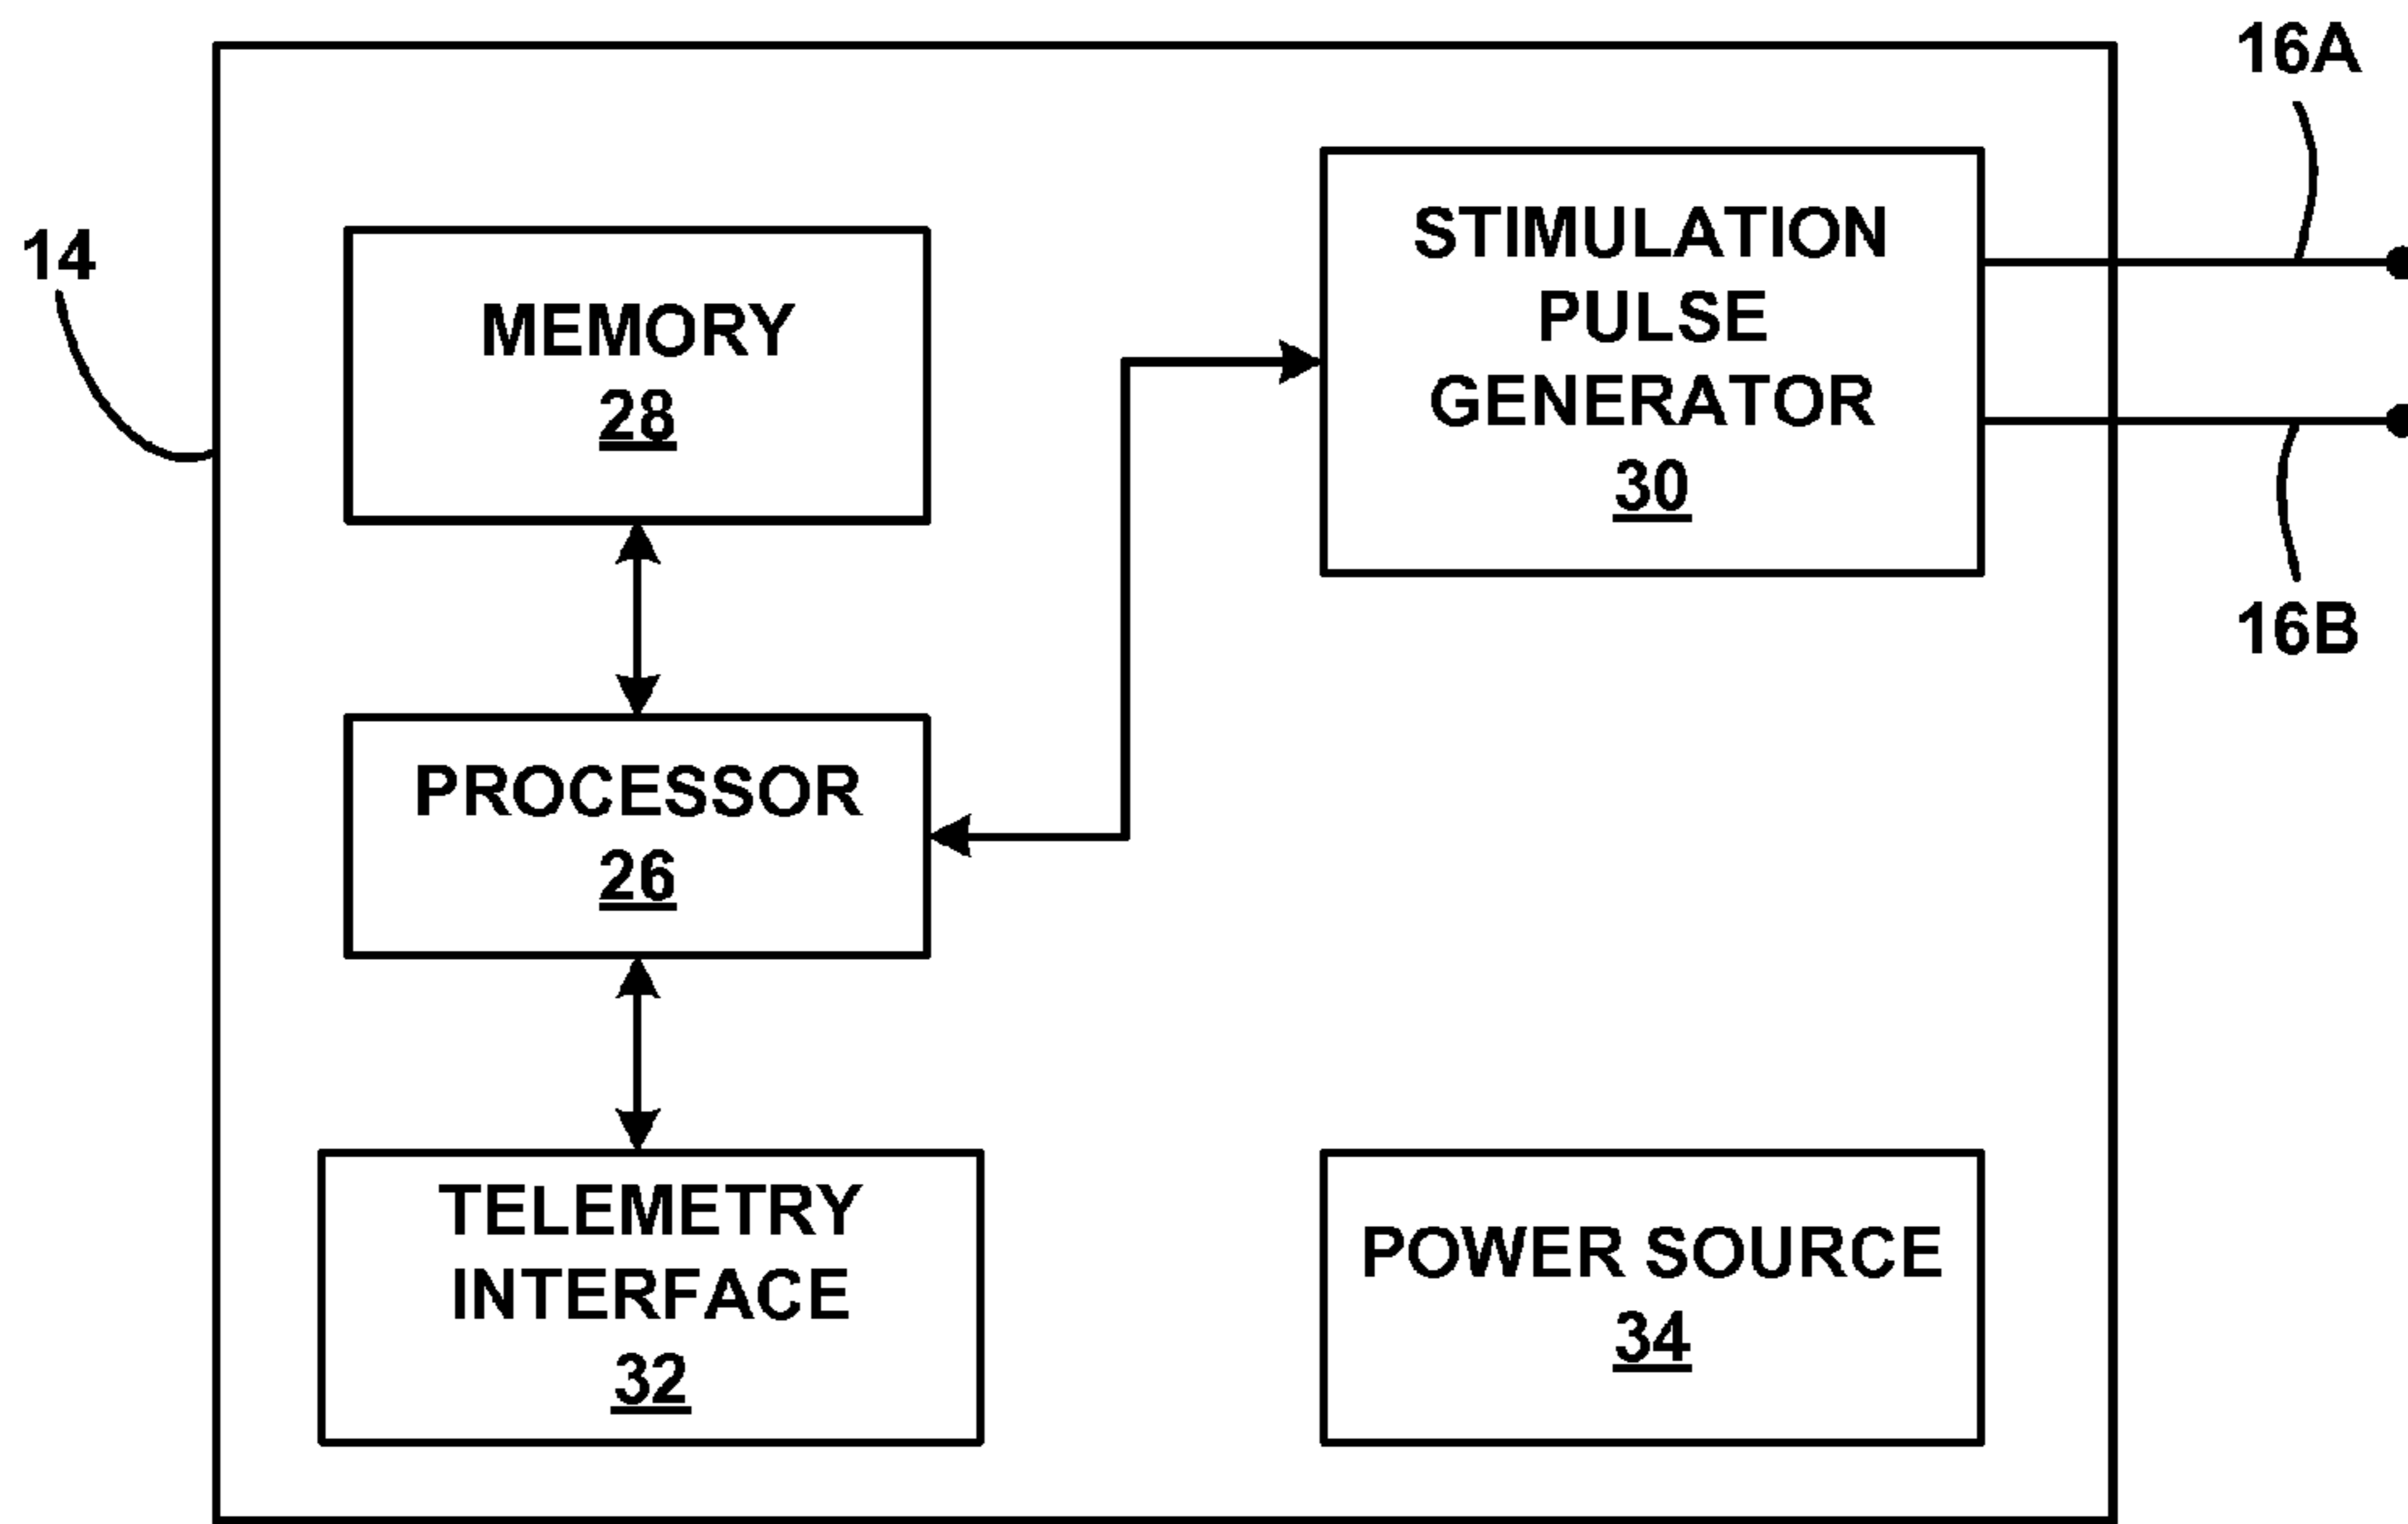 16A
14
MEMORY
28
STIMULATION
PULSE
GENERATOR
30
16B
PROCESSOR
26
TELEMETRY
INTERFACE
32
POWER SOURCE
34